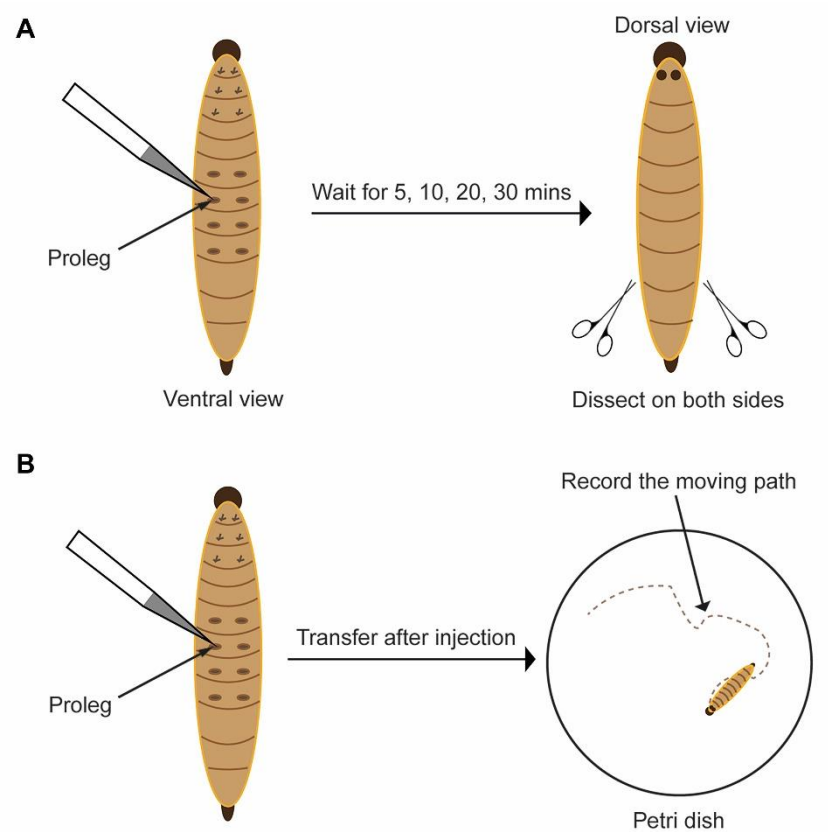 A
Dorsal view
Wait for 5, 10, 20, 30 mins
Proleg
Ventral view
Dissect on both sides
B
Record the moving path
Transfer after injection
Proleg
Petri dish